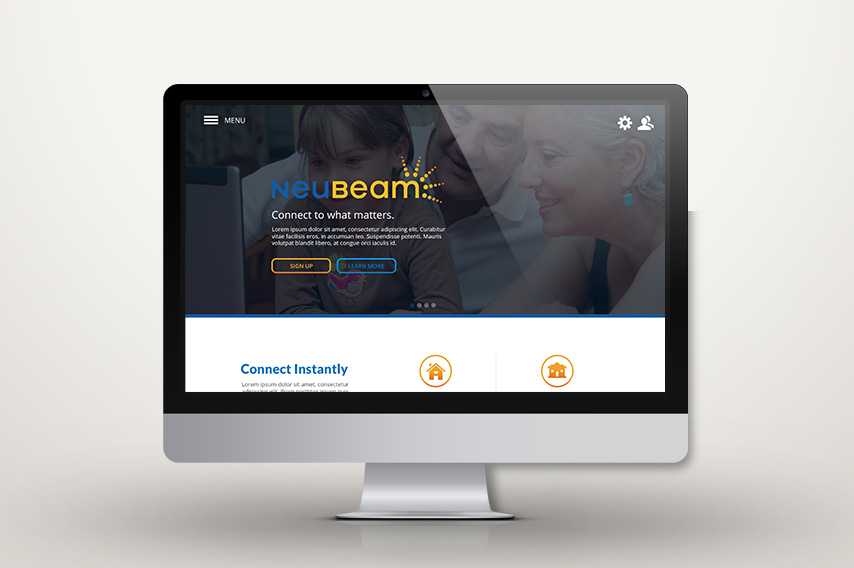 MENU
NeuBeam
Connect to what matters.
Lorem ipsum dolor sit amet, consectetur adipiscing elit. Curabitur
vitae facilisis eros, in accumsan leo. Suspendisse potenti. Mauris
volutpat blandit libero, at congue orci iaculis id.
SIGN UP
LEARN MORE
Connect Instantly
Lorem ipsum dolor sit amet, consectetur